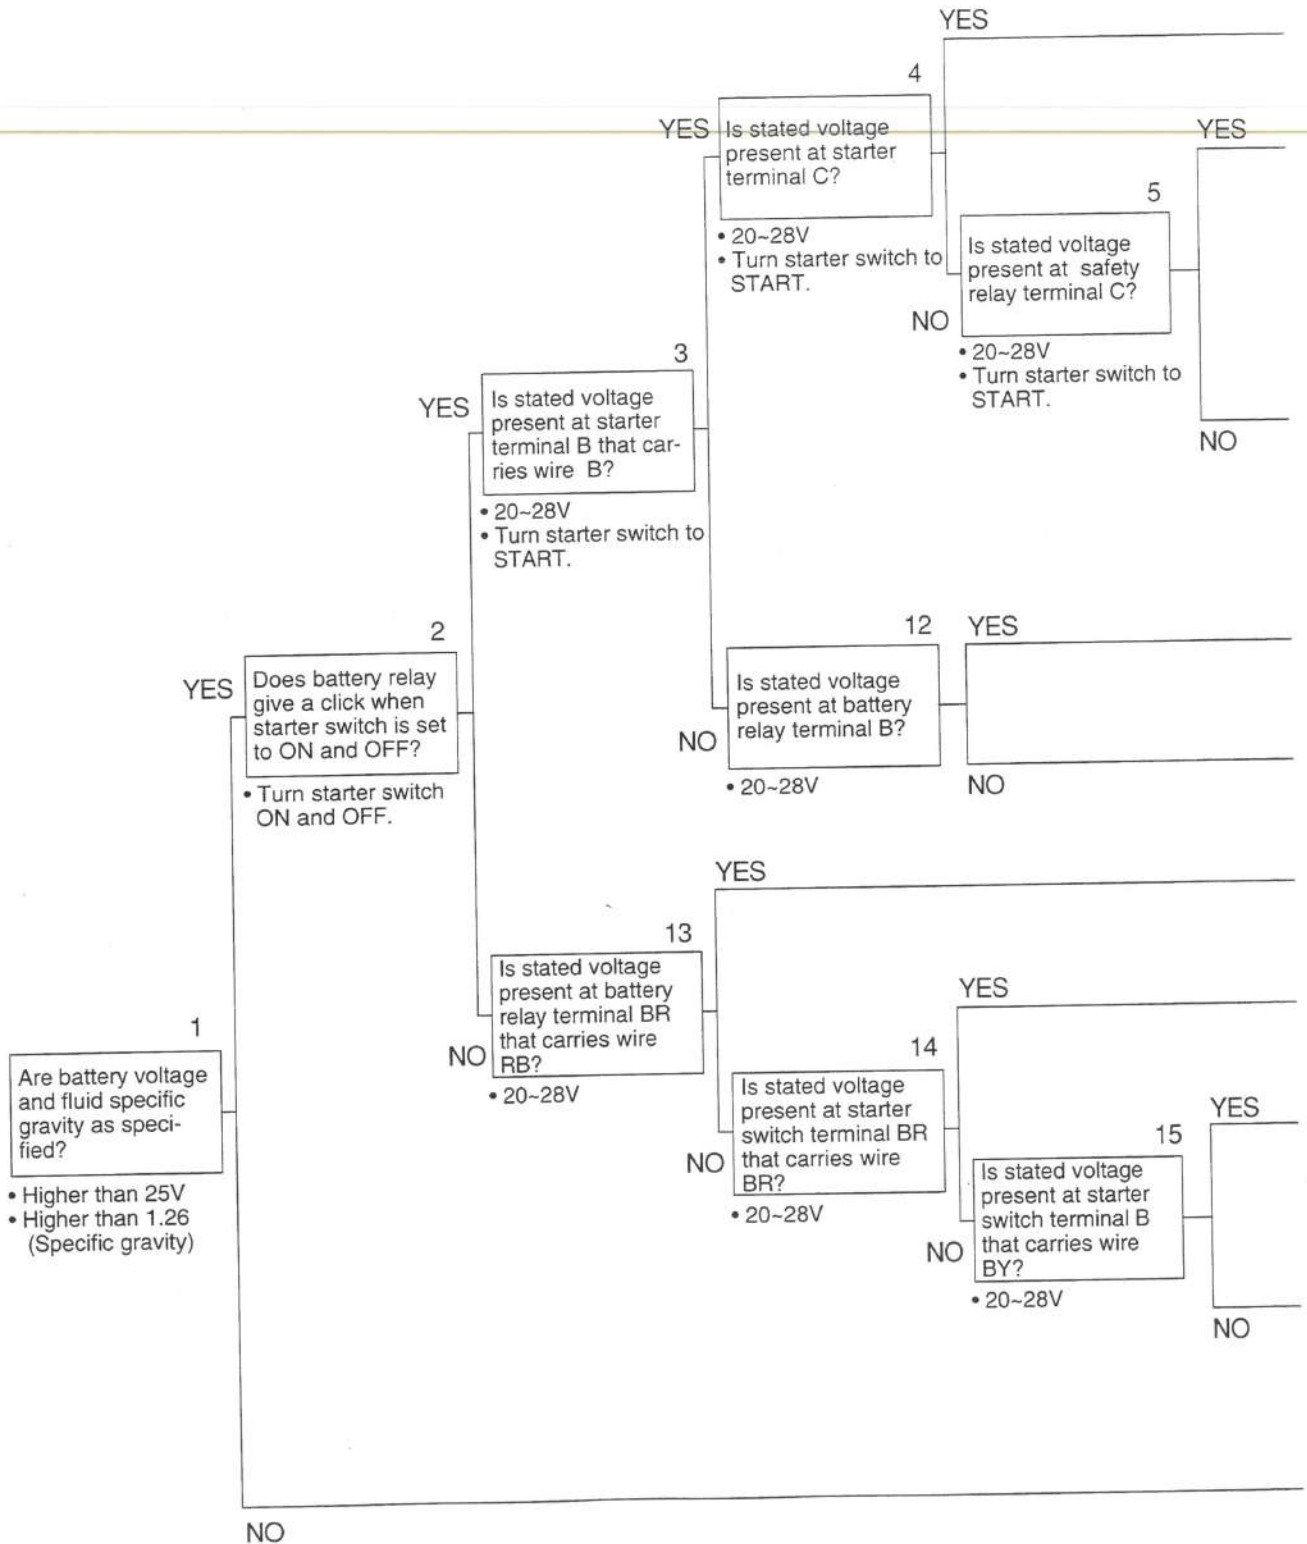 YES
4
YES
Is stated voltage
present at starter
terminal C?
• 20~28V
• Turn starter switch to
START.
YES
5
Is stated voltage
present at safety
relay terminal C?
NO
• 20~28V
• Turn starter switch to
START.
NO
3
YES
Is stated voltage
present at starter
terminal B that car-
ries wire B?
• 20~28V
• Turn starter switch to
START.
2
YES
Does battery relay
give a click when
starter switch is set
to ON and OFF?
• Turn starter switch
ON and OFF.
12
YES
Is stated voltage
present at battery
relay terminal B?
NO
• 20~28V
NO
YES
13
Is stated voltage
present at battery
relay terminal BR
that carries wire
RB?
NO
• 20~28V
YES
14
Is stated voltage
present at starter
switch terminal BR
that carries wire
BR?
NO
• 20~28V
YES
15
Is stated voltage
present at starter
switch terminal B
that carries wire
BY?
NO
• 20~28V
NO
1
Are battery voltage
and fluid specific
gravity as speci-
fied?
• Higher than 25V
• Higher than 1.26
(Specific gravity)
NO